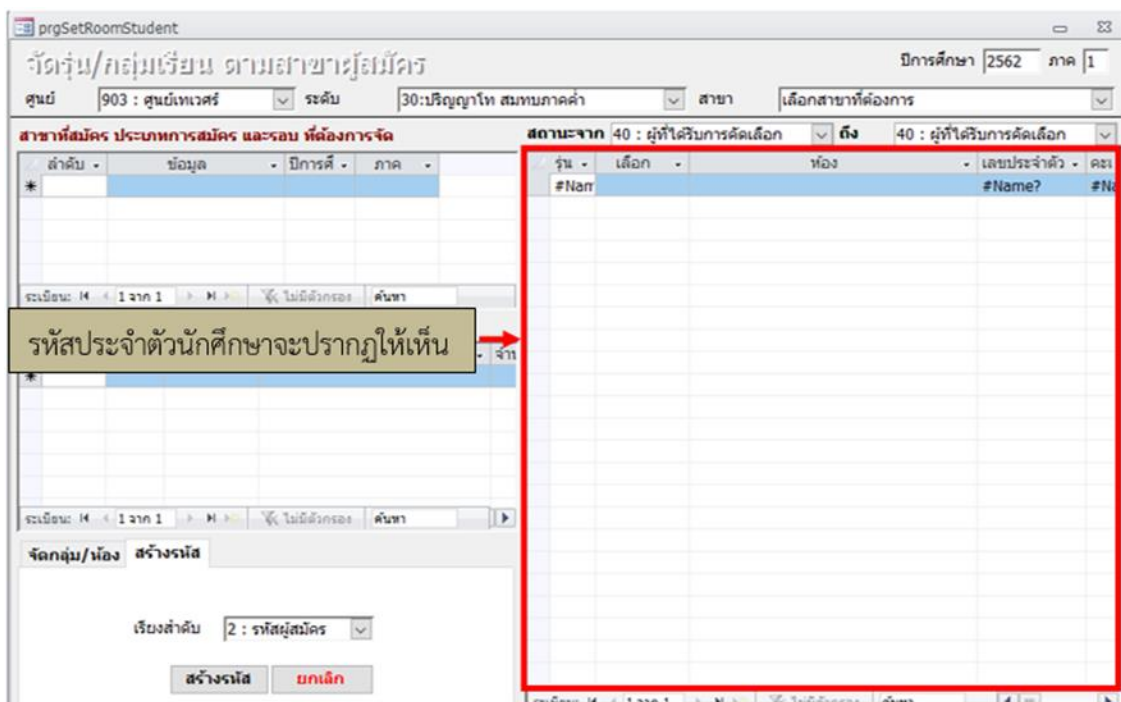 prgSetRoomStudent
จัดรุ่น/กลุ่มเรียน ตามสาขาผู้สมัคร
ปีการศึกษา 2562 ภาค 1
ศูนย์ 903 : ศูนย์เทเวศร์ ระดับ 30:ปริญญาโท สมทบภาคค่ำ สาขา เลือกสาขาที่ต้องการ
สาขาที่สมัคร ประเภทการสมัคร และรอบ ที่ต้องการจัด
สถานะจาก 40 : ผู้ที่ได้รับการคัดเลือก ถึง 40 : ผู้ที่ได้รับการคัดเลือก
ลำดับ ข้อมูล ปีการศึ ภาค
รุ่น เลือก ห้อง เลขประจำตัว คะเ
#Nam #Name? #Na
ระเบียน: 1 จาก 1 ไม่มีตัวกรอง ค้นหา
รหัสประจำตัวนักศึกษาจะปรากฏให้เห็น
จำน
ระเบียน: 1 จาก 1 ไม่มีตัวกรอง ค้นหา
จัดกลุ่ม/ห้อง สร้างรหัส
เรียงลำดับ 2 : รหัสผู้สมัคร
สร้างรหัส ยกเลิก